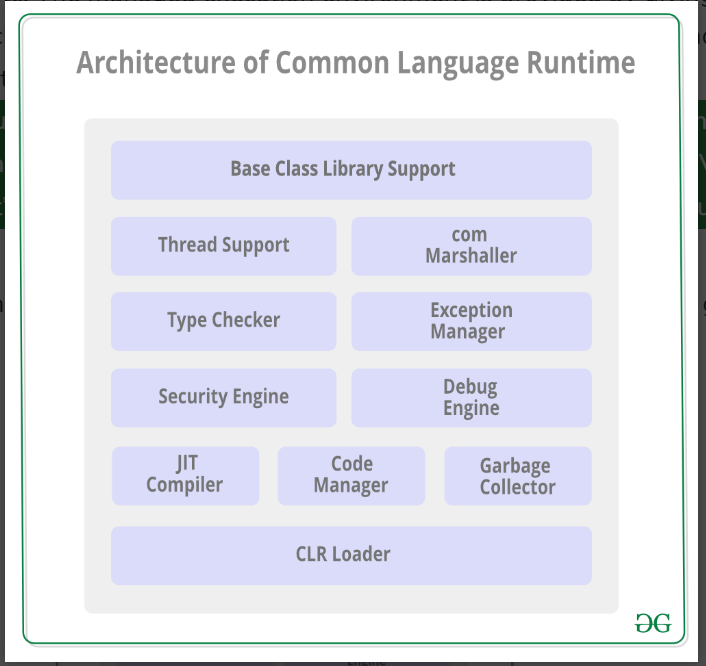 Architecture of Common Language Runtime
Base Class Library Support
Thread Support
com
Marshaller
Type Checker
Exception
Manager
Security Engine
Debug
Engine
JIT
Compiler
Code
Manager
Garbage
Collector
CLR Loader